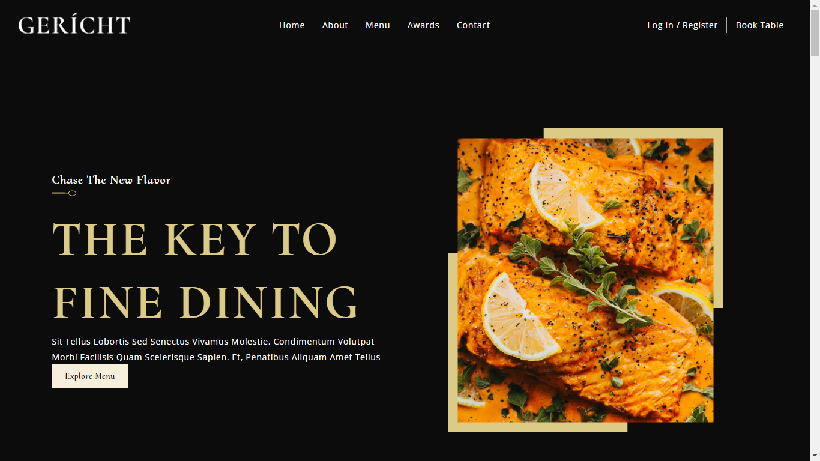 GERÍCHT
Home About Menu Awards Contact
Log In / Register Book Table
Chase The New Flavor
THE KEY TO
FINE DINING
Sit Tellus Lobortis Sed Senectus Vivamus Molestie. Condimentum Volutpat
Morbi Facilisis Quam Scelerisque Sapien. Et, Penatibus Aliquam Amet Tellus
Explore Menu